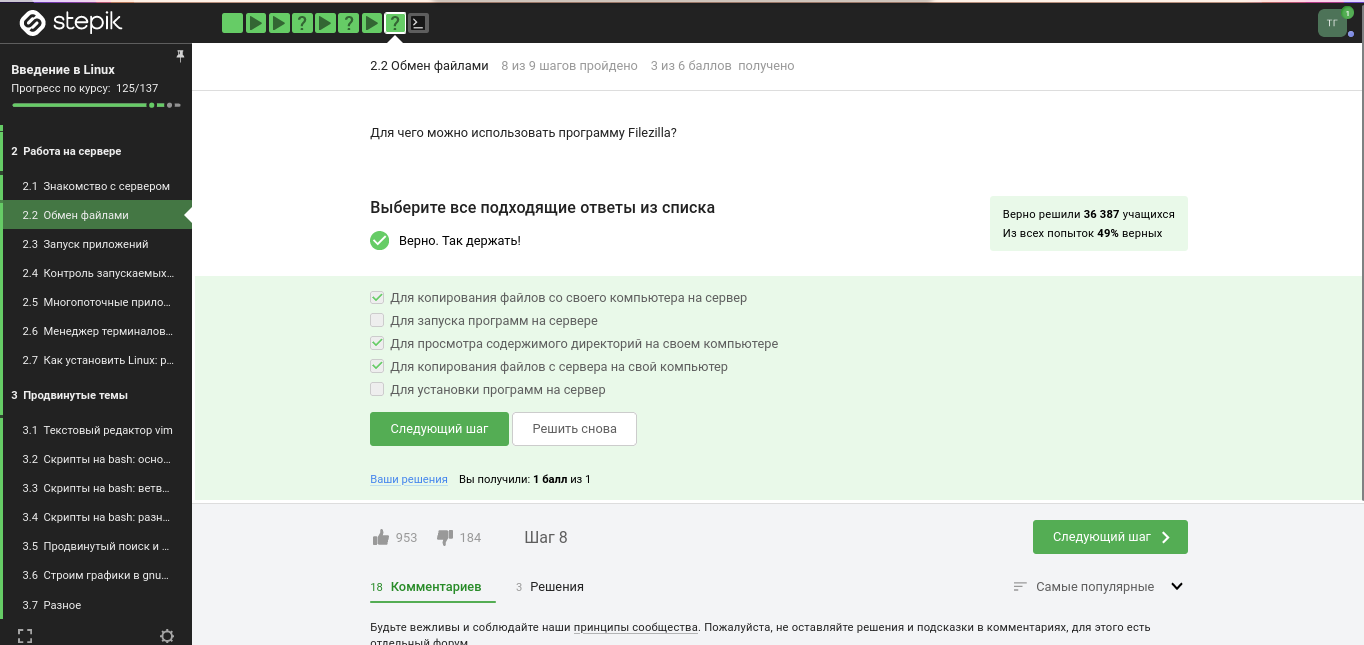 stepik
ТГ
1
Введение в Linux
Прогресс по курсу: 125/137
2 Работа на сервере
2.1 Знакомство с сервером
2.2 Обмен файлами
2.3 Запуск приложений
2.4 Контроль запускаемых...
2.5 Многопоточные прило...
2.6 Менеджер терминалов...
2.7 Как установить Linux: р...
3 Продвинутые темы
3.1 Текстовый редактор vim
3.2 Скрипты на bash: осно...
3.3 Скрипты на bash: ветв...
3.4 Скрипты на bash: разн...
3.5 Продвинутый поиск и ...
3.6 Строим графики в gnu...
3.7 Разное
2.2 Обмен файлами 8 из 9 шагов пройдено 3 из 6 баллов получено
Для чего можно использовать программу Filezilla?
Выберите все подходящие ответы из списка
Верно. Так держать!
Верно решили 36 387 учащихся
Из всех попыток 49% верных
Для копирования файлов со своего компьютера на сервер
Для запуска программ на сервере
Для просмотра содержимого директорий на своем компьютере
Для копирования файлов с сервера на свой компьютер
Для установки программ на сервер
Следующий шаг Решить снова
Ваши решения Вы получили: 1 балл из 1
953 184 Шаг 8 Следующий шаг
18 Комментариев 3 Решения Самые популярные
Будьте вежливы и соблюдайте наши принципы сообщества. Пожалуйста, не оставляйте решения и подсказки в комментариях, для этого есть
отдельный форум.